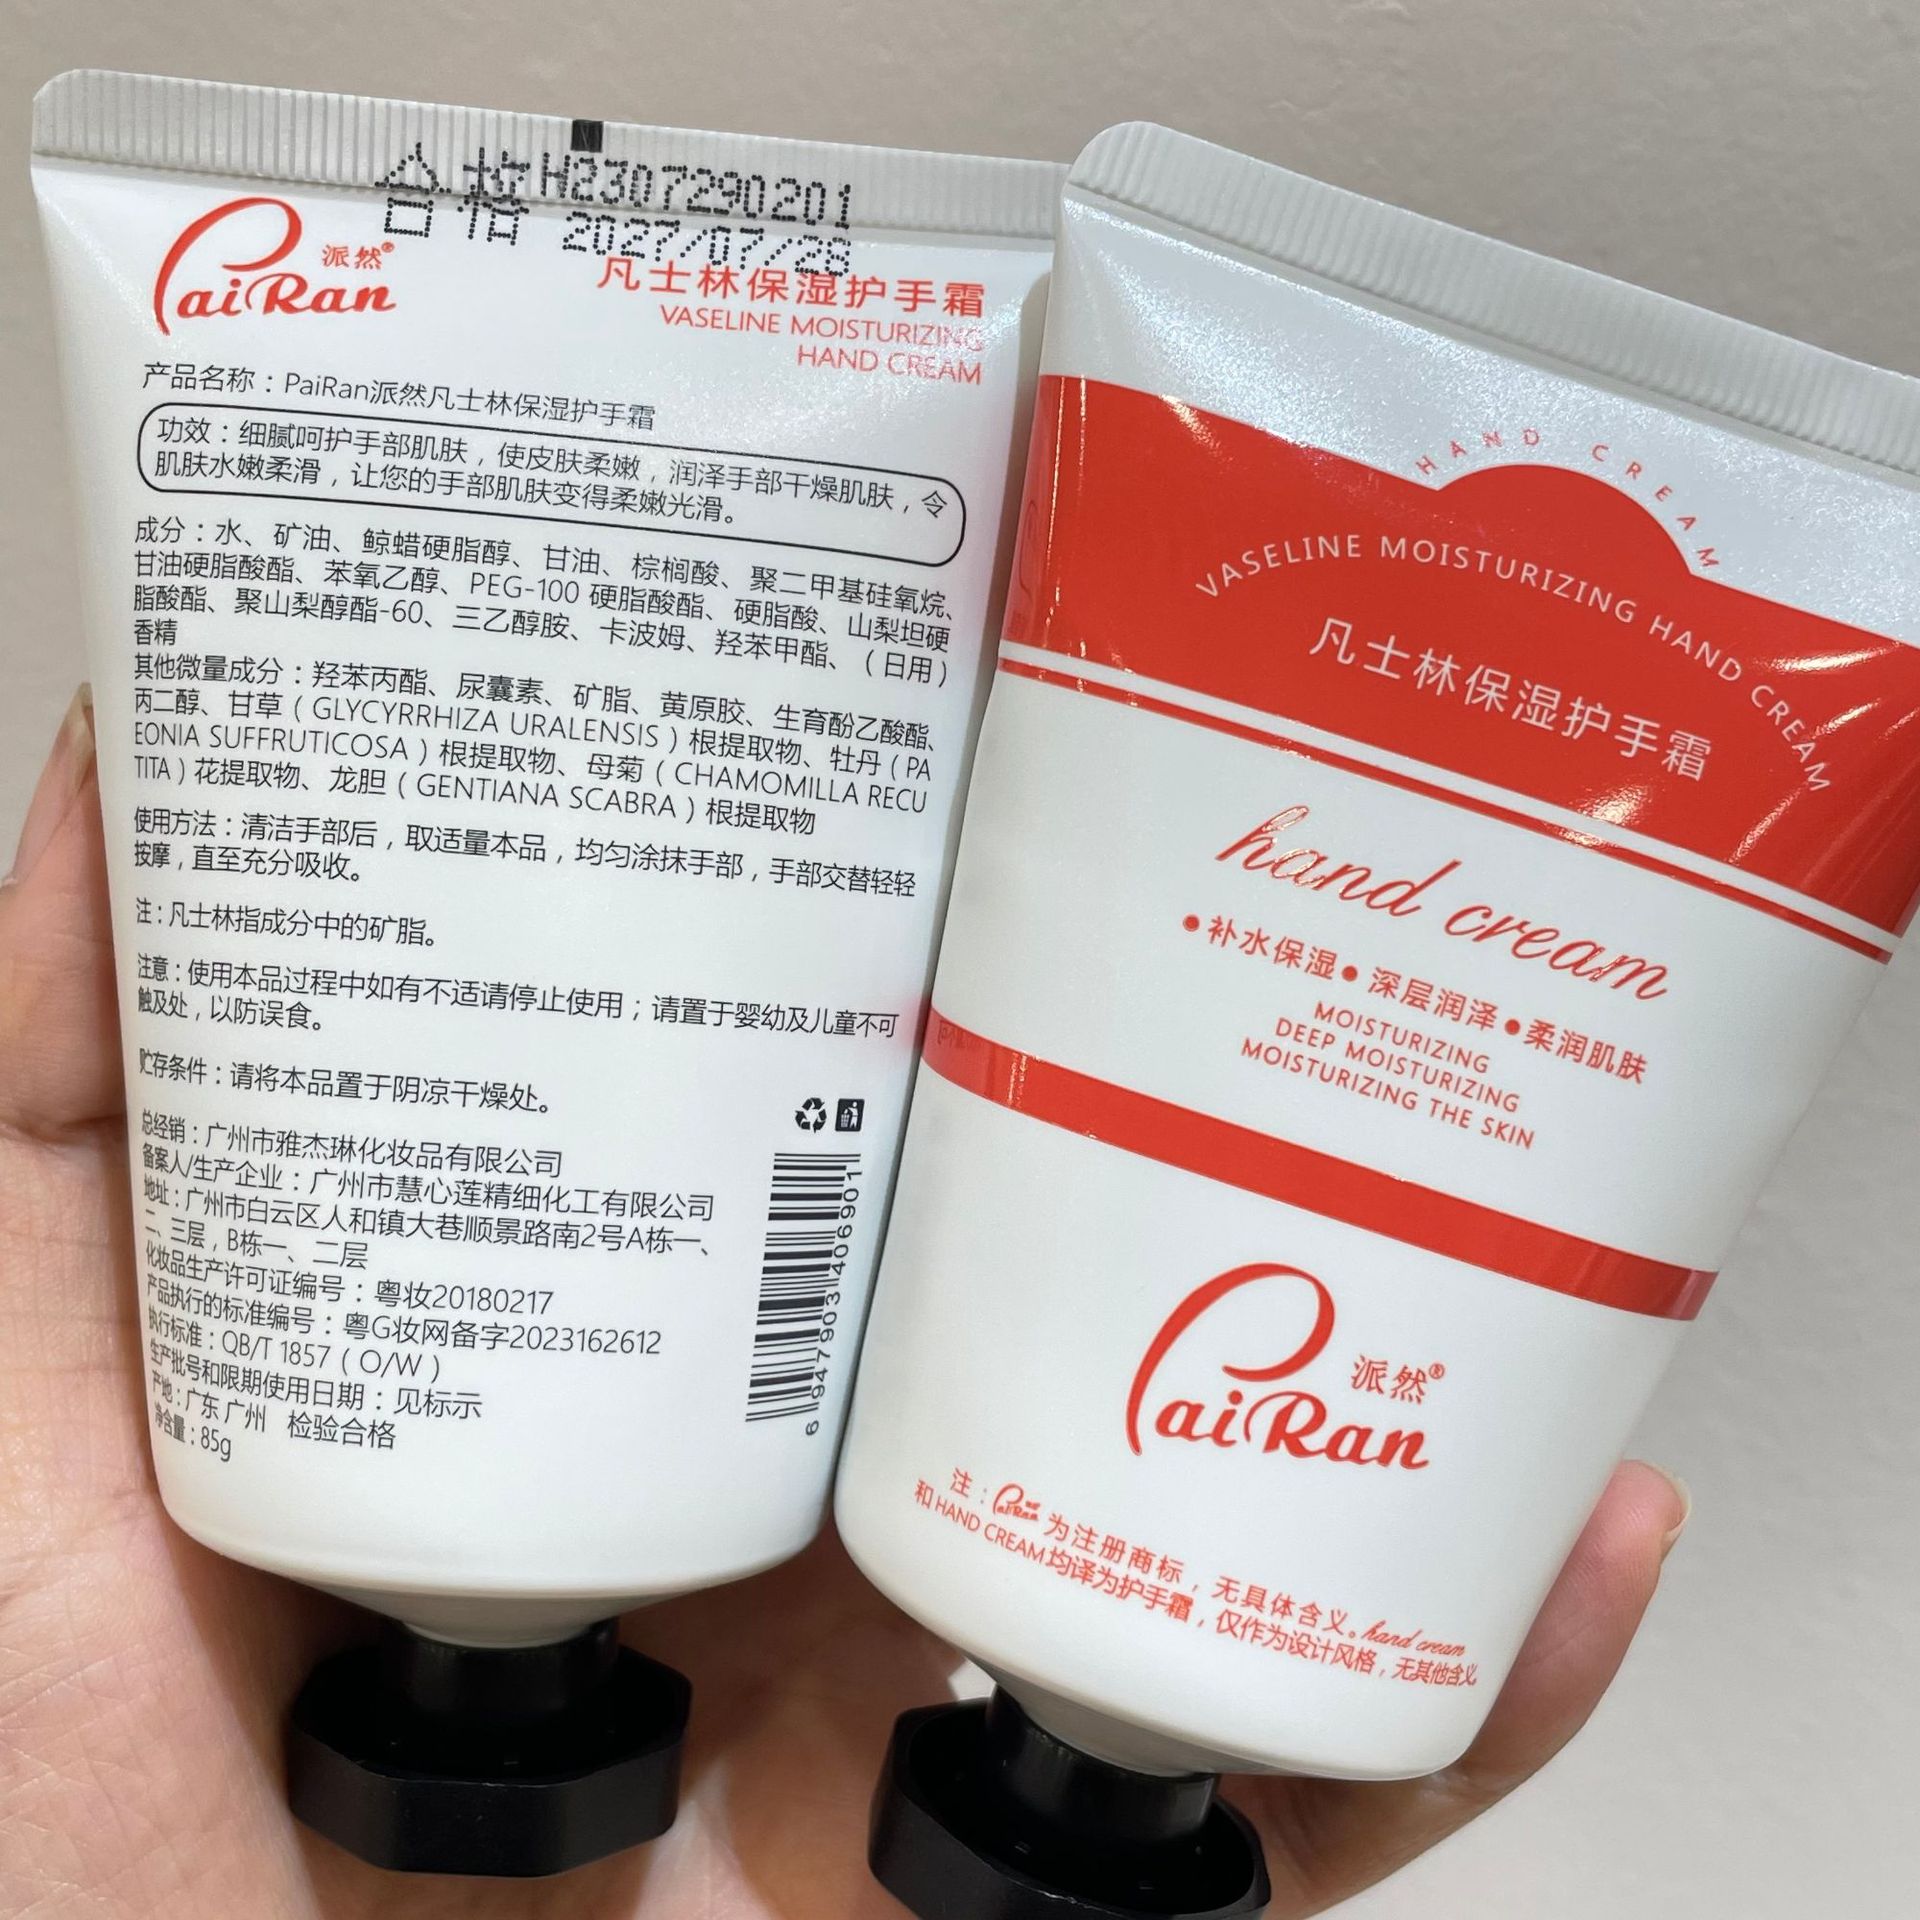 合格 H2307290201
2027/07/28
PaiRan 派然®
凡士林保湿护手霜
VASELINE MOISTURIZING
HAND CREAM
产品名称：PaiRan派然凡士林保湿护手霜
功效：细腻呵护手部肌肤，使皮肤柔嫩，润泽手部干燥肌肤，令
肌肤水嫩柔滑，让您的手部肌肤变得柔嫩光滑。
成分：水、矿油、鲸蜡硬脂醇、甘油、棕榈酸、聚二甲基硅氧烷、
甘油硬脂酸酯、苯氧乙醇、PEG-100 硬脂酸酯、硬脂酸、山梨坦硬
脂酸酯、聚山梨醇酯-60、三乙醇胺、卡波姆、羟苯甲酯、（日用）
香精
其他微量成分：羟苯丙酯、尿囊素、矿脂、黄原胶、生育酚乙酸酯、
丙二醇、甘草（GLYCYRRHIZA URALENSIS）根提取物、牡丹（PA
EONIA SUFFRUTICOSA）根提取物、母菊（CHAMOMILLA RECU
TITA）花提取物、龙胆（GENTIANA SCABRA）根提取物
使用方法：清洁手部后，取适量本品，均匀涂抹手部，手部交替轻轻
按摩，直至充分吸收。
注：凡士林指成分中的矿脂。
注意：使用本品过程中如有不适请停止使用；请置于婴幼及儿童不可
触及处，以防误食。
贮存条件：请将本品置于阴凉干燥处。
总经销：广州市雅杰琳化妆品有限公司
备案人/生产企业：广州市慧心莲精细化工有限公司
地址：广州市白云区人和镇大巷顺景路南2号A栋一、
二、三层，B栋一、二层
化妆品生产许可证编号：粤妆20180217
产品执行的标准编号：粤G妆网备字2023162612
执行标准：QB/T 1857（O/W）
生产批号和限期使用日期：见标示
产地：广东 广州 检验合格
净含量：85g
6 947903 406901
HAND CREAM
VASELINE MOISTURIZING HAND CREAM
凡士林保湿护手霜
hand cream
●补水保湿●深层润泽●柔润肌肤
MOISTURIZING
DEEP MOISTURIZING
MOISTURIZING THE SKIN
PaiRan 派然®
注：PaiRan 为注册商标，无具体含义。hand cream
和 HAND CREAM 均译为护手霜，仅作为设计风格，无其他含义